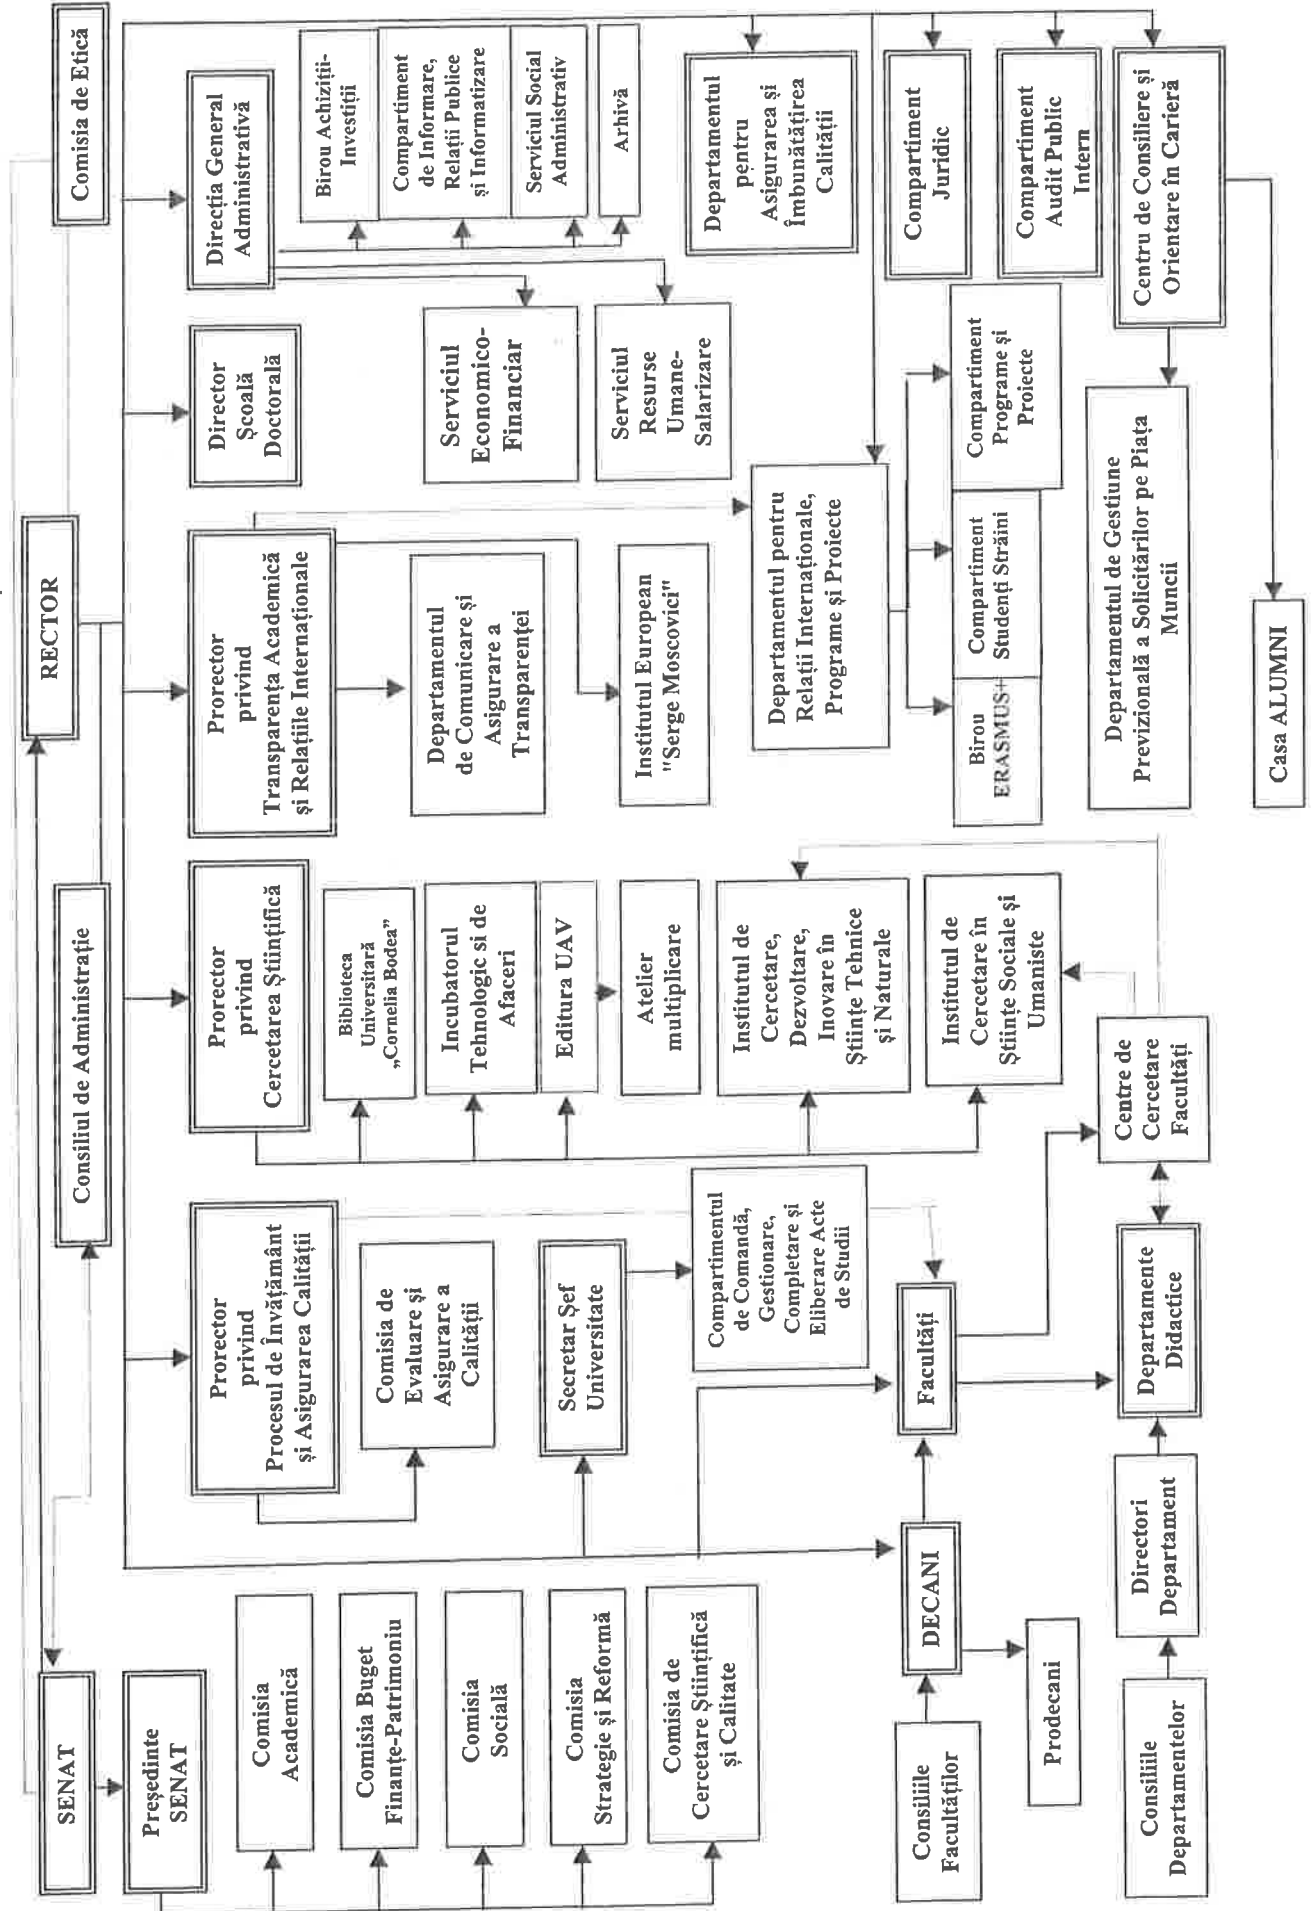 SENAT
Consiliul de Administrație
RECTOR
Comisia de Etică
Președinte
SENAT
Comisia
Academică
Comisia Buget
Finanțe-Patrimoniu
Comisia
Socială
Comisia
Strategie și Reformă
Comisia de
Cercetare Științifică
și Calitate
Prorector
privind
Procesul de Învățământ
și Asigurarea Calității
Comisia de
Evaluare și
Asigurare a
Calității
Secretar Șef
Universitate
Compartimentul
de Comandă,
Gestionare,
Completare și
Eliberare Acte
de Studii
Prorector
privind
Cercetarea Științifică
Biblioteca
Universitară
„Cornelia Bodea”
Incubatorul
Tehnologic si de
Afaceri
Editura UAV
Atelier
multiplicare
Institutul de
Cercetare,
Dezvoltare,
Inovare în
Științe Tehnice
și Naturale
Institutul de
Cercetare în
Științe Sociale și
Umaniste
Prorector
privind
Transparența Academică
și Relațiile Internaționale
Departamentul
de Comunicare și
Asigurare a
Transparenței
Institutul European
"Serge Moscovici"
Departamentul pentru
Relații Internaționale,
Programe și Proiecte
Birou
ERASMUS+
Compartiment
Studenți Străini
Compartiment
Programe și
Proiecte
Director
Școală
Doctorală
Direcția General
Administrativă
Birou Achiziții-
Investiții
Compartiment
de Informare,
Relații Publice
și Informatizare
Serviciul Social
Administrativ
Arhivă
Serviciul
Economico-
Financiar
Serviciul
Resurse
Umane-
Salarizare
Departamentul
pentru
Asigurarea și
Îmbunătățirea
Calității
Compartiment
Juridic
Compartiment
Audit Public
Intern
Centru de Consiliere și
Orientare în Carieră
Departamentul de Gestiune
Previzională a Solicitărilor pe Piața
Muncii
Casa ALUMNI
Consiliile
Facultăților
DECANI
Facultăți
Prodecani
Consiliile
Departamentelor
Directori
Departament
Departamente
Didactice
Centre de
Cercetare
Facultăți